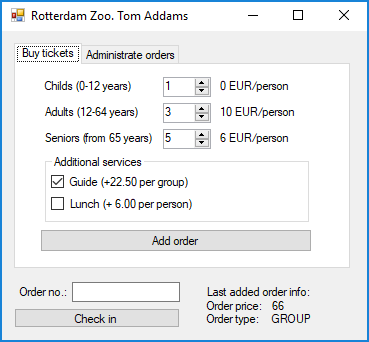 Rotterdam Zoo. Tom Addams
Buy tickets Administrate orders
Childs (0-12 years) 1 0 EUR/person
Adults (12-64 years) 3 10 EUR/person
Seniors (from 65 years) 5 6 EUR/person
Additional services
Guide (+22.50 per group)
Lunch (+ 6.00 per person)
Add order
Order no.: Last added order info:
Order price: 66
Check in Order type: GROUP